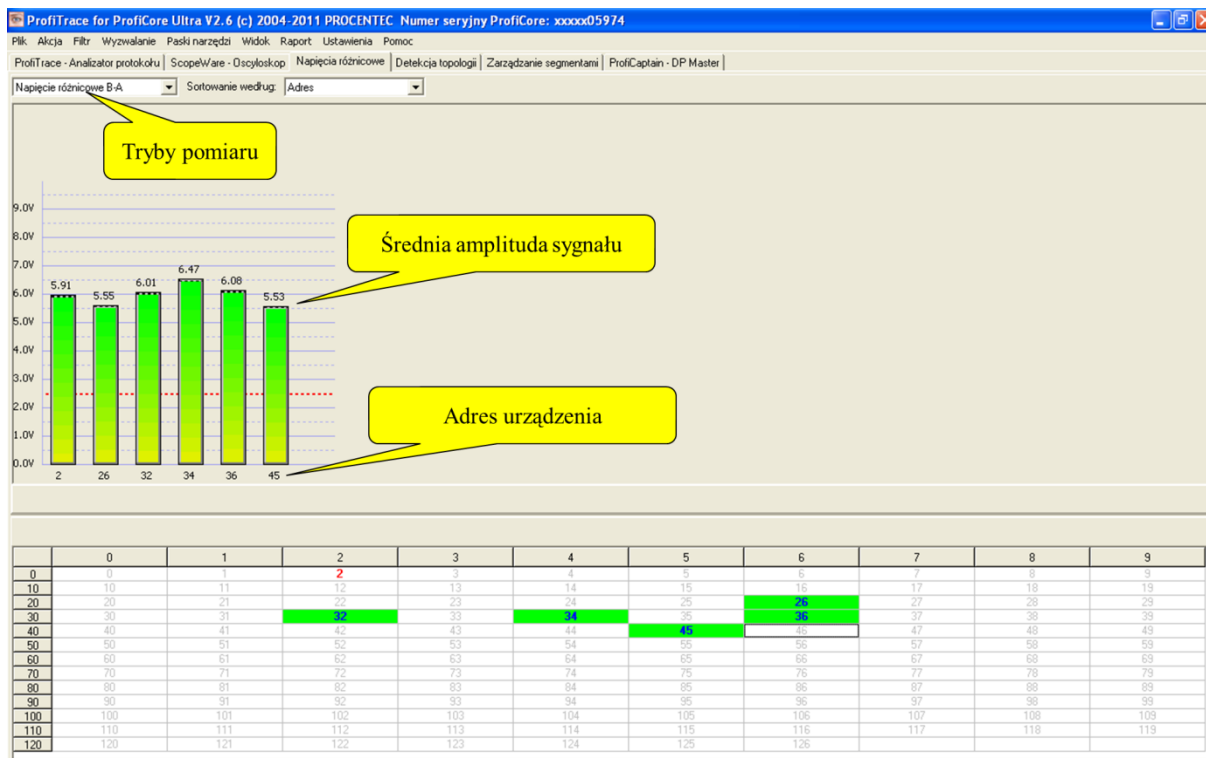 ProfiTrace for ProfiCore Ultra V2.6 (c) 2004-2011 PROCENTEC Numer seryjny ProfiCore: xxxxx05974
Plik Akcja Filtr Wyzwalanie Paski narzędzi Widok Raport Ustawienia Pomoc
ProfiTrace - Analizator protokołu ScopeWare - Oscyloskop Napięcia różnicowe Detekcja topologii Zarządzanie segmentami ProfiCaptain - DP Master
Napięcie różnicowe B-A Sortowanie według: Adres
Tryby pomiaru
9.0V
8.0V
7.0V
6.0V
5.0V
4.0V
3.0V
2.0V
1.0V
0.0V
5.91 5.55 6.01 6.47 6.08 5.53
2 26 32 34 36 45
Średnia amplituda sygnału
Adres urządzenia
0 1 2 3 4 5 6 7 8 9
0 0 1 2 3 4 5 6 7 8 9
10 10 11 12 13 14 15 16 17 18 19
20 20 21 22 23 24 25 26 27 28 29
30 30 31 32 33 34 35 36 37 38 39
40 40 41 42 43 44 45 46 47 48 49
50 50 51 52 53 54 55 56 57 58 59
60 60 61 62 63 64 65 66 67 68 69
70 70 71 72 73 74 75 76 77 78 79
80 80 81 82 83 84 85 86 87 88 89
90 90 91 92 93 94 95 96 97 98 99
100 100 101 102 103 104 105 106 107 108 109
110 110 111 112 113 114 115 116 117 118 119
120 120 121 122 123 124 125 126